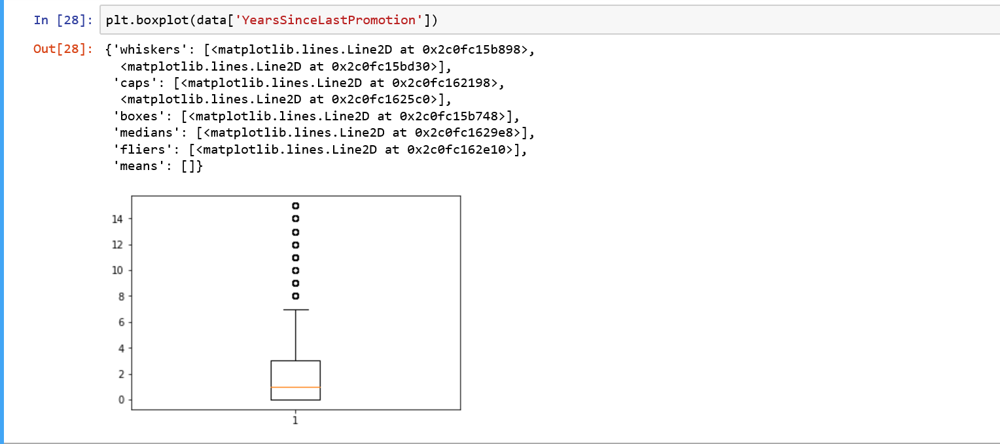 In [28]: plt.boxplot(data['YearsSinceLastPromotion'])
Out[28]: {'whiskers': [<matplotlib.lines.Line2D at 0x2c0fc15b898>,
<matplotlib.lines.Line2D at 0x2c0fc15bd30>],
'caps': [<matplotlib.lines.Line2D at 0x2c0fc162198>,
<matplotlib.lines.Line2D at 0x2c0fc1625c0>],
'boxes': [<matplotlib.lines.Line2D at 0x2c0fc15b748>],
'medians': [<matplotlib.lines.Line2D at 0x2c0fc1629e8>],
'fliers': [<matplotlib.lines.Line2D at 0x2c0fc162e10>],
'means': []}
14
12
10
8
6
4
2
0
1